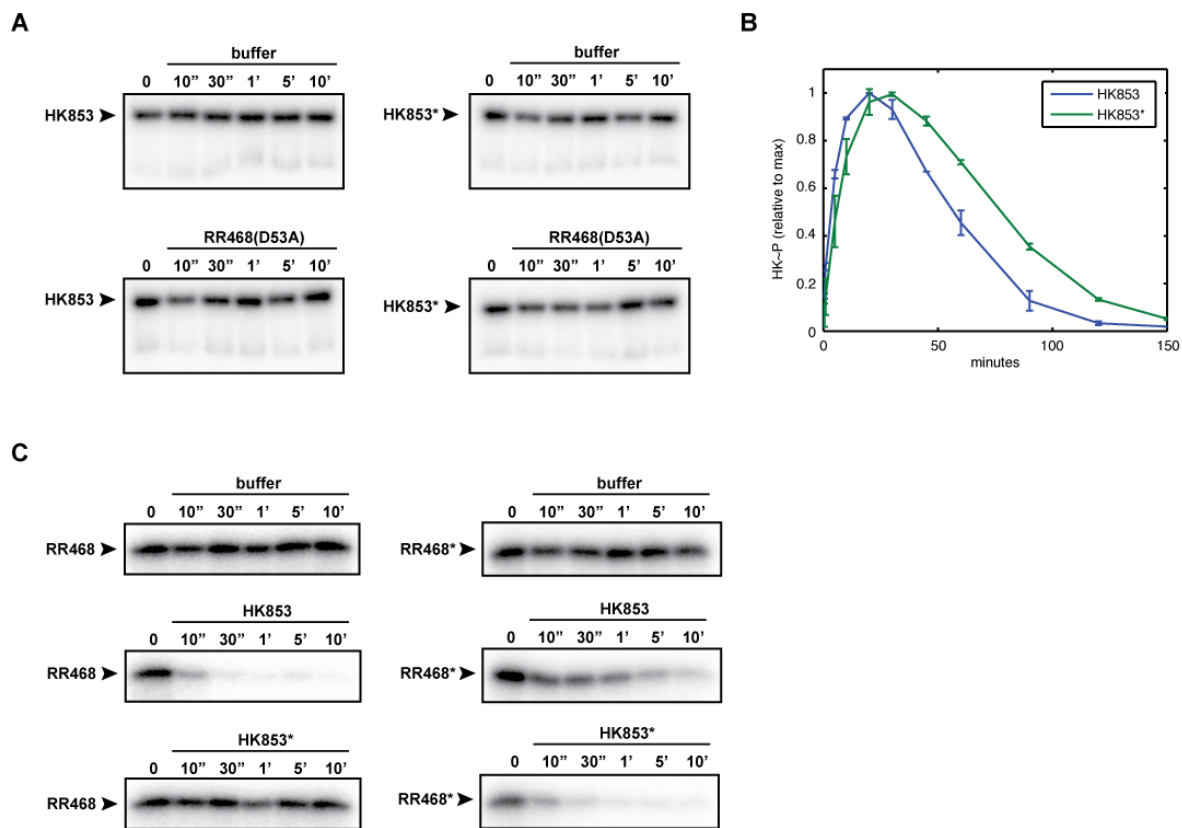 A
buffer
0 10” 30” 1’ 5’ 10’
HK853
buffer
0 10” 30” 1’ 5’ 10’
HK853*
RR468(D53A)
0 10” 30” 1’ 5’ 10’
HK853
RR468(D53A)
0 10” 30” 1’ 5’ 10’
HK853*
B
HK~P (relative to max)
1
0.8
0.6
0.4
0.2
0
0 50 100 150
minutes
HK853
HK853*
C
buffer
0 10” 30” 1’ 5’ 10’
RR468
buffer
0 10” 30” 1’ 5’ 10’
RR468*
HK853
0 10” 30” 1’ 5’ 10’
RR468
HK853
0 10” 30” 1’ 5’ 10’
RR468*
HK853*
0 10” 30” 1’ 5’ 10’
RR468
HK853*
0 10” 30” 1’ 5’ 10’
RR468*